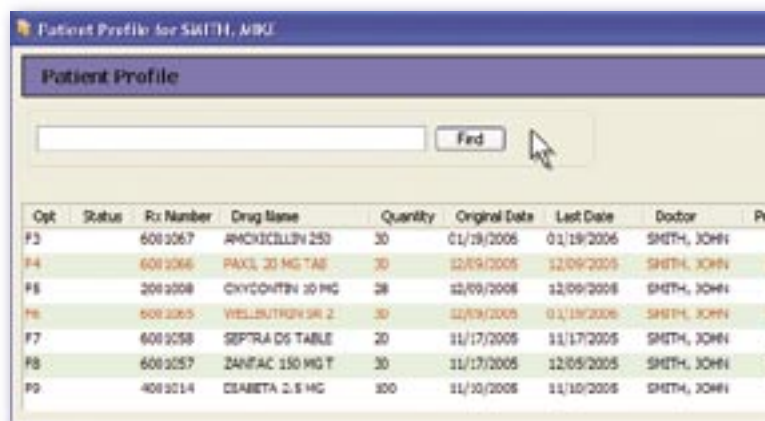 Patient Profile for SMITH, MIKE
Patient Profile
Find
Opt Status Rx Number Drug Name Quantity Original Date Last Date Doctor
F3 6001067 AMOXICILLIN 250 30 01/19/2006 01/19/2006 SMITH, JOHN
F4 6001066 PAXIL 20 MG TAB 30 12/09/2005 12/09/2005 SMITH, JOHN
F5 2001008 OXYCONTIN 10 MG 28 12/09/2005 12/09/2005 SMITH, JOHN
F6 6001065 WELLBUTRIN SR 30 12/09/2005 01/19/2006 SMITH, JOHN
F7 6001058 SEPTRA DS TABLE 20 11/17/2005 11/17/2005 SMITH, JOHN
F8 6001057 ZANTAC 150 MG T 30 11/17/2005 12/05/2005 SMITH, JOHN
F9 4001014 DIABETA 2.5 MG 100 11/10/2005 11/10/2005 SMITH, JOHN